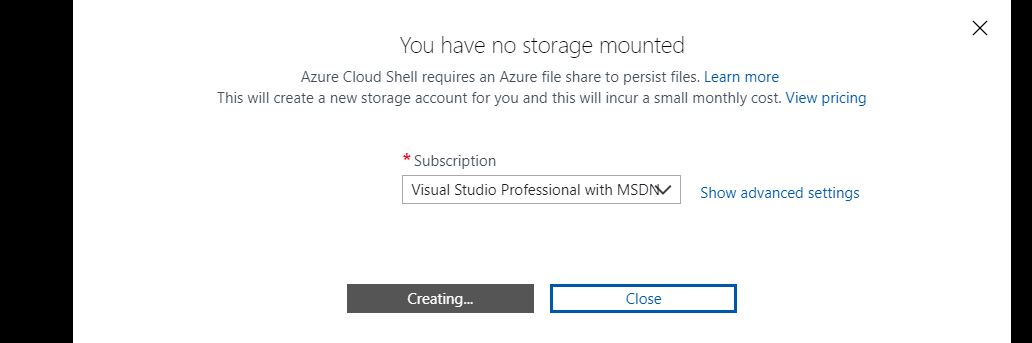 You have no storage mounted
Azure Cloud Shell requires an Azure file share to persist files. Learn more
This will create a new storage account for you and this will incur a small monthly cost. View pricing
* Subscription
Visual Studio Professional with MSDN
Show advanced settings
Creating...
Close